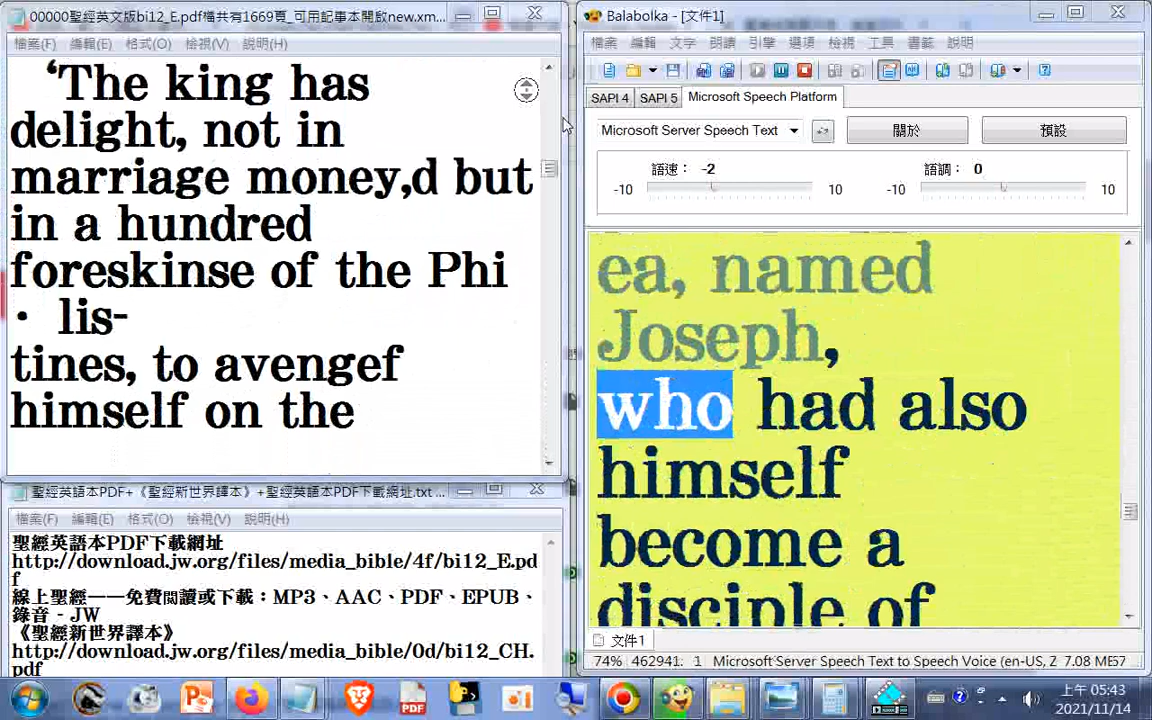 00000聖經英文版bi12_E.pdf檔共有1669頁_可用記事本開啟new.xm...
檔案(F) 編輯(E) 格式(O) 檢視(V) 說明(H)
‘The king has
delight, not in
marriage money,d but
in a hundred
foreskinse of the Phi
· lis-
tines, to avengef
himself on the
聖經英語本PDF+《聖經新世界譯本》+聖經英語本PDF下載網址.txt ...
檔案(F) 編輯(E) 格式(O) 檢視(V) 說明(H)
聖經英語本PDF下載網址
http://download.jw.org/files/media_bible/4f/bi12_E.pd
f
線上聖經——免費閱讀或下載：MP3、AAC、PDF、EPUB、
錄音 - JW
《聖經新世界譯本》
http://download.jw.org/files/media_bible/0d/bi12_CH.
pdf
Balabolka - [文件1]
檔案 編輯 文字 朗讀 引擎 選項 檢視 工具 書籤 說明
SAPI 4 SAPI 5 Microsoft Speech Platform
Microsoft Server Speech Text 關於 預設
語速： -2 語調： 0
-10 10 -10 10
ea, named
Joseph,
who had also
himself
become a
disciple of
文件1
74% 462941: 1 Microsoft Server Speech Text to Speech Voice (en-US, Z 7.08 ME57
PDF
上午 05:43
2021/11/14